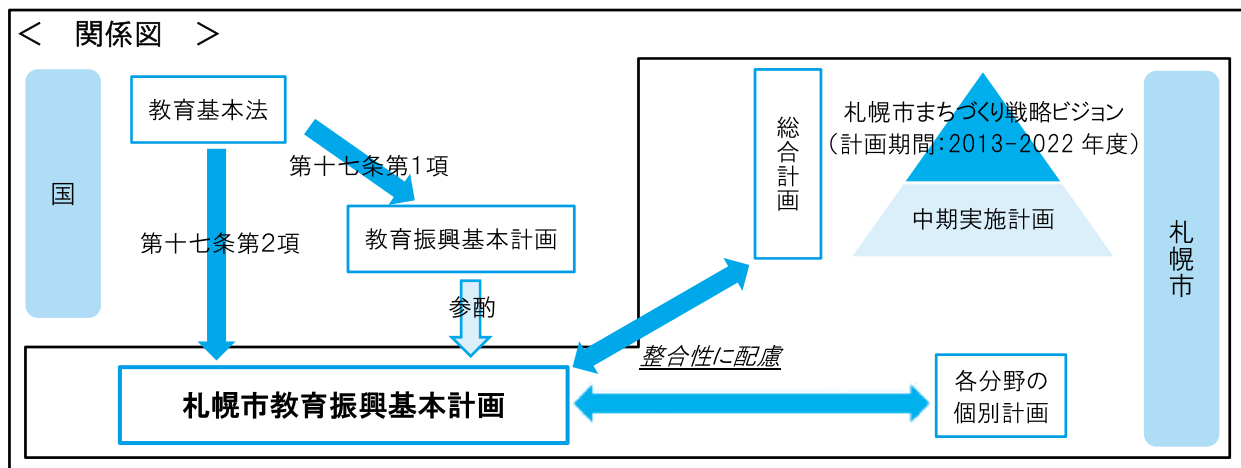 ＜　関係図　＞
国
教育基本法
第十七条第1項
第十七条第2項
教育振興基本計画
参酌
総合計画
札幌市まちづくり戦略ビジョン
（計画期間：2013-2022 年度）
中期実施計画
札幌市
整合性に配慮
札幌市教育振興基本計画
各分野の
個別計画